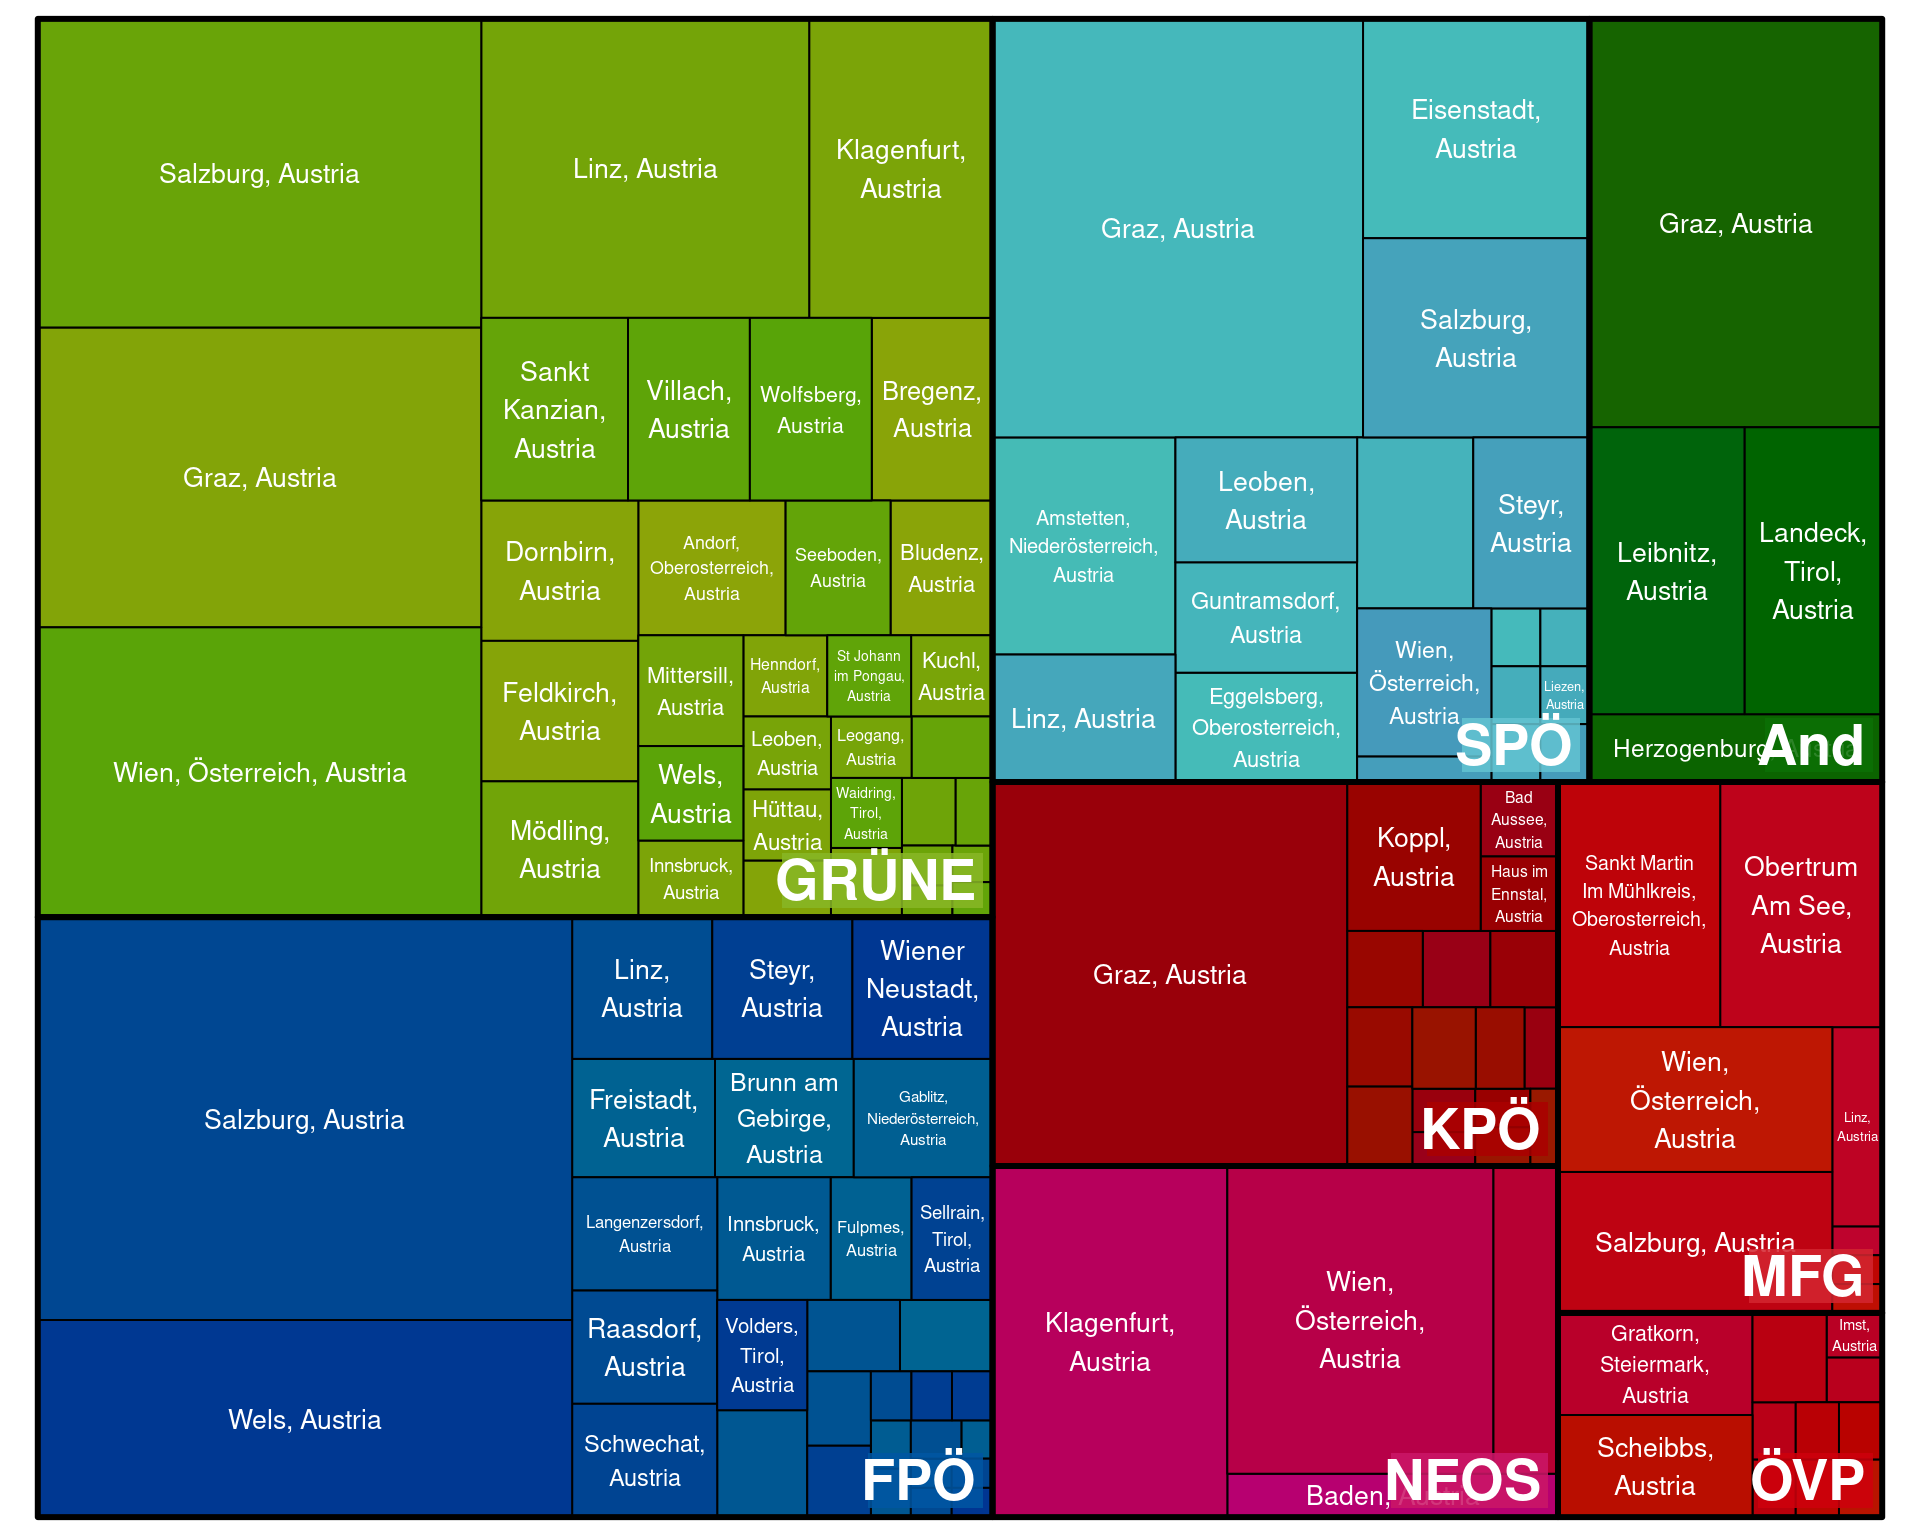 Salzburg, Austria
Linz, Austria
Klagenfurt,
Austria
Graz, Austria
Wien, Österreich, Austria
Sankt
Kanzian,
Austria
Villach,
Austria
Wolfsberg,
Austria
Bregenz,
Austria
Dornbirn,
Austria
Andorf,
Oberosterreich,
Austria
Seeboden,
Austria
Bludenz,
Austria
Feldkirch,
Austria
Mittersill,
Austria
Henndorf,
Austria
St Johann
im Pongau,
Austria
Kuchl,
Austria
Leoben,
Austria
Leogang,
Austria
Wels,
Austria
Hüttau,
Austria
Waidring,
Tirol,
Austria
Mödling,
Austria
Innsbruck,
Austria
GRÜNE
Graz, Austria
Eisenstadt,
Austria
Salzburg,
Austria
Amstetten,
Niederösterreich,
Austria
Leoben,
Austria
Steyr,
Austria
Guntramsdorf,
Austria
Wien,
Österreich,
Austria
Liezen,
Austria
Linz, Austria
Eggelsberg,
Oberosterreich,
Austria
SPÖ
Graz, Austria
Leibnitz,
Austria
Landeck,
Tirol,
Austria
Herzogenburg, Austria
And
Salzburg, Austria
Wels, Austria
Linz,
Austria
Steyr,
Austria
Wiener
Neustadt,
Austria
Freistadt,
Austria
Brunn am
Gebirge,
Austria
Gablitz,
Niederösterreich,
Austria
Langenzersdorf,
Austria
Innsbruck,
Austria
Fulpmes,
Austria
Sellrain,
Tirol,
Austria
Raasdorf,
Austria
Volders,
Tirol,
Austria
Schwechat,
Austria
FPÖ
Graz, Austria
Koppl,
Austria
Bad
Aussee,
Austria
Haus im
Ennstal,
Austria
KPÖ
Klagenfurt,
Austria
Wien,
Österreich,
Austria
Baden, Austria
NEOS
Sankt Martin
Im Mühlkreis,
Oberosterreich,
Austria
Obertrum
Am See,
Austria
Wien,
Österreich,
Austria
Linz,
Austria
Salzburg, Austria
MFG
Gratkorn,
Steiermark,
Austria
Imst,
Austria
Scheibbs,
Austria
ÖVP